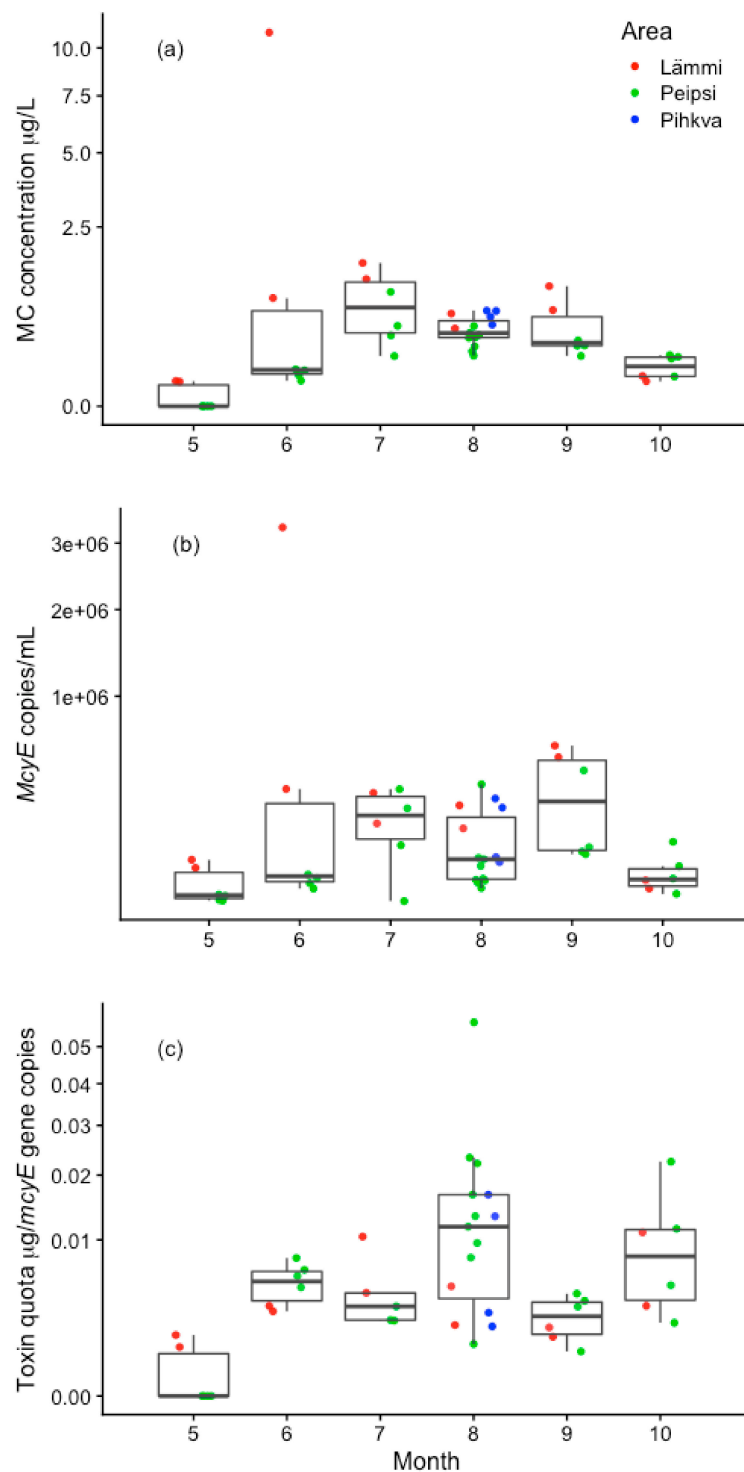 (a)
Area
Lämmi
Peipsi
Pihkva
MC concentration µg/L
10.0
7.5
5.0
2.5
0.0
5 6 7 8 9 10
(b)
McyE copies/mL
3e+06
2e+06
1e+06
5 6 7 8 9 10
(c)
Toxin quota µg/mcyE gene copies
0.05
0.04
0.03
0.02
0.01
0.00
5 6 7 8 9 10
Month